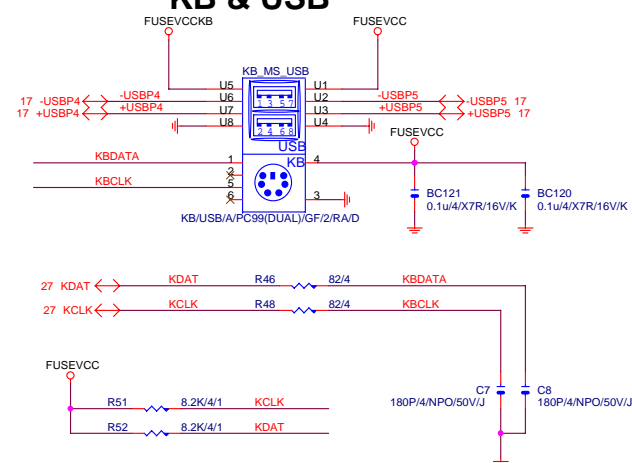 KB & USB
FUSEVCCKB
FUSEVCC
KB_MS_USB
U5
U1
17 -USBP4
-USBP4
U6
U2
-USBP5
-USBP5 17
17 +USBP4
+USBP4
U7
U3
+USBP5
+USBP5 17
U8
U4
1 3 5 7
2 4 6 8
USB
FUSEVCC
KBDATA
1
KB
4
2
KBCLK
5
6
3
BC121
0.1u/4/X7R/16V/K
BC120
0.1u/4/X7R/16V/K
KB/USB/A/PC99(DUAL)/GF/2/RA/D
27 KDAT
KDAT
R46
82/4
KBDATA
27 KCLK
KCLK
R48
82/4
KBCLK
FUSEVCC
C7
180P/4/NPO/50V/J
C8
180P/4/NPO/50V/J
R51
8.2K/4/1
KCLK
R52
8.2K/4/1
KDAT